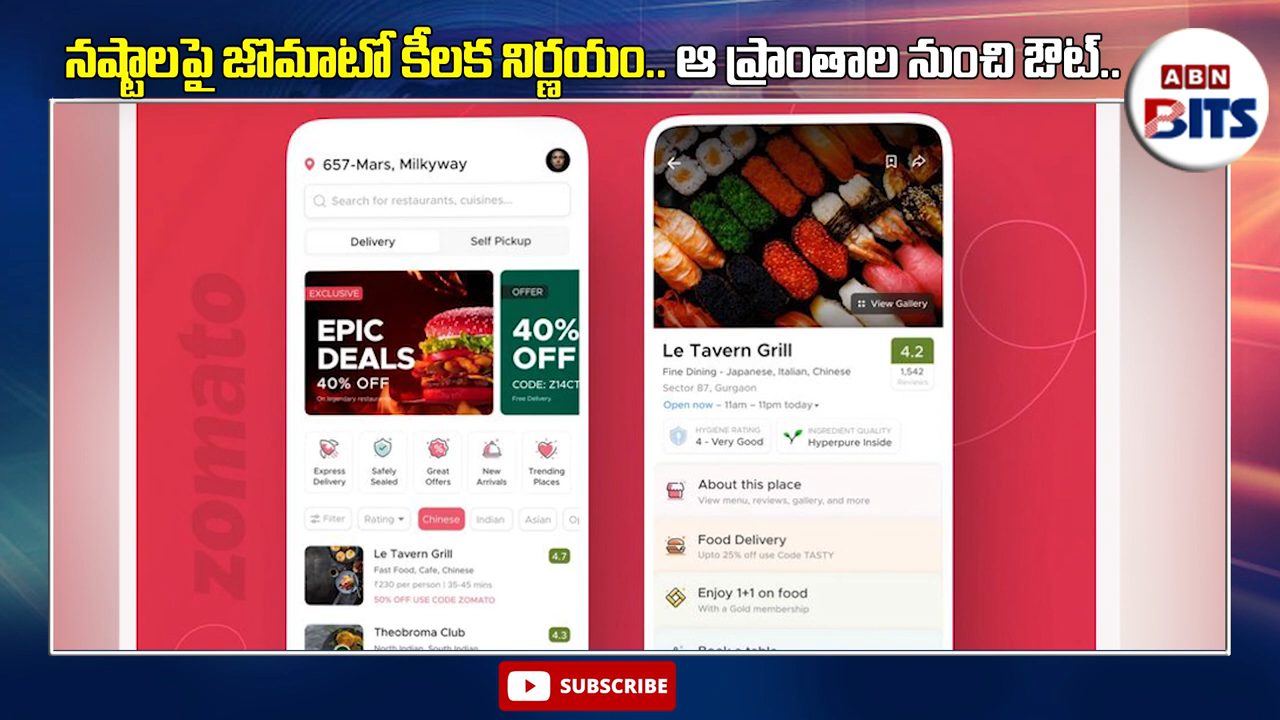 నష్టాలపై జొమాటో కీలక నిర్ణయం.. ఆ ప్రాంతాల నుంచి ఔట్..
ABN
BITS
zomato
657-Mars, Milkyway
Search for restaurants, cuisines...
Delivery
Self Pickup
EXCLUSIVE
EPIC
DEALS
40% OFF
On legendary restaurants
OFFER
40%
OFF
CODE: Z14CT
Free Delivery
Express
Delivery
Safely
Sealed
Great
Offers
New
Arrivals
Trending
Places
Filter
Rating
Chinese
Indian
Asian
Le Tavern Grill
4.7
Fast Food, Cafe, Chinese
₹230 per person | 35-45 mins
50% OFF USE CODE ZOMATO
Theobroma Club
4.3
North Indian, South Indian
View Gallery
Le Tavern Grill
4.2
1,542
Reviews
Fine Dining - Japanese, Italian, Chinese
Sector 87, Gurgaon
Open now – 11am – 11pm today
HYGIENE RATING
4 - Very Good
INGREDIENT QUALITY
Hyperpure Inside
About this place
View menu, reviews, gallery, and more
Food Delivery
Upto 25% off use Code TASTY
Enjoy 1+1 on food
With a Gold membership
SUBSCRIBE